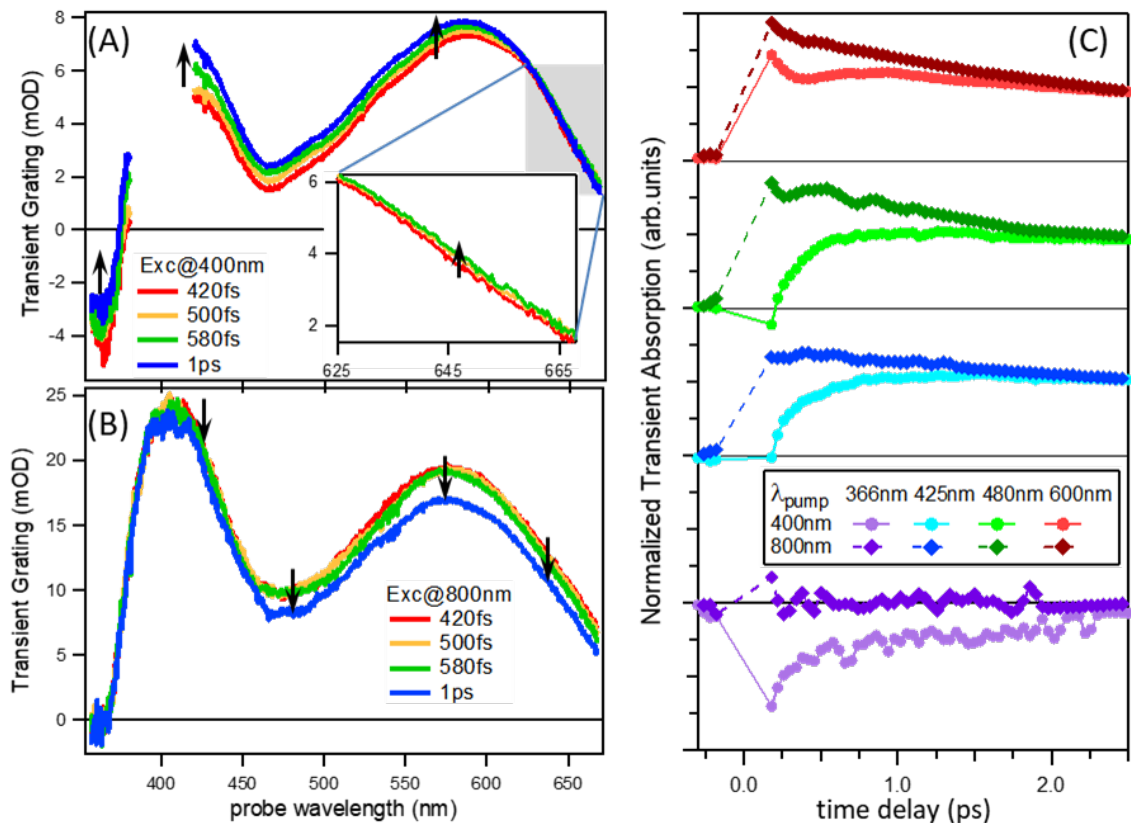 (A)
Transient Grating (mOD)
8
6
4
2
0
-2
-4
Exc@400nm
420fs
500fs
580fs
1ps
6
4
2
625
645
665
(B)
Transient Grating (mOD)
25
20
15
10
5
0
Exc@800nm
420fs
500fs
580fs
1ps
400
450
500
550
600
650
probe wavelength (nm)
(C)
Normalized Transient Absorption (arb.units)
λpump 366nm 425nm 480nm 600nm
400nm
800nm
0.0
1.0
2.0
time delay (ps)